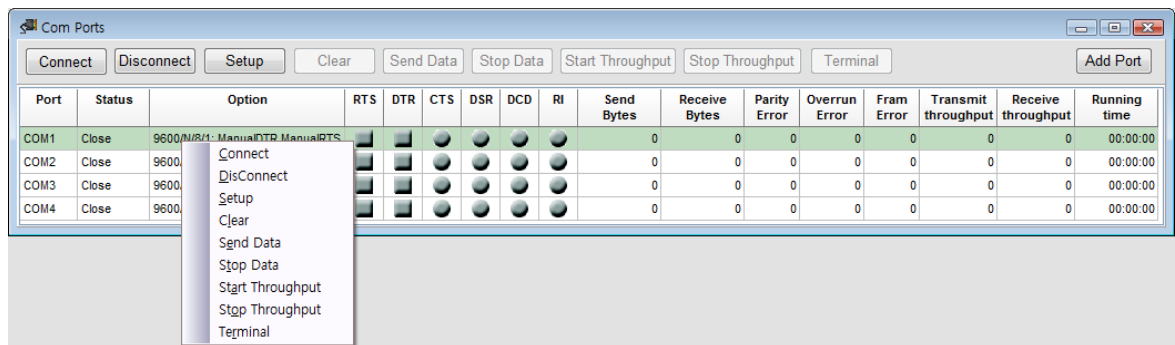 Com Ports
Connect Disconnect Setup Clear Send Data Stop Data Start Throughput Stop Throughput Terminal Add Port
Port Status Option RTS DTR CTS DSR DCD RI Send Bytes Receive Bytes Parity Error Overrun Error Fram Error Transmit throughput Receive throughput Running time
COM1 Close 9600/N/8/1: ManualDTR ManualRTS 0 0 0 0 0 0 0 00:00:00
COM2 Close 9600/ 0 0 0 0 0 0 0 00:00:00
COM3 Close 9600/ 0 0 0 0 0 0 0 00:00:00
COM4 Close 9600/ 0 0 0 0 0 0 0 00:00:00
Connect
DisConnect
Setup
Clear
Send Data
Stop Data
Start Throughput
Stop Throughput
Terminal